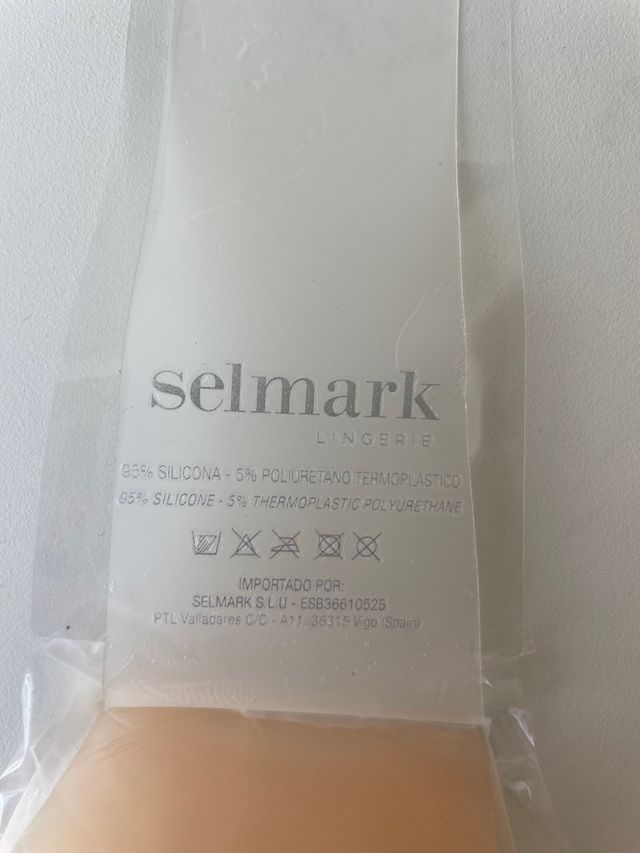 selmark
LINGERIE
95% SILICONA - 5% POLIURETANO TERMOPLÁSTICO
95% SILICONE - 5% THERMOPLASTIC POLYURETHANE
IMPORTADO POR:
SELMARK S.L.U - ESB36610525
PTL Valladares C/C - A11. 36315 Vigo (Spain)